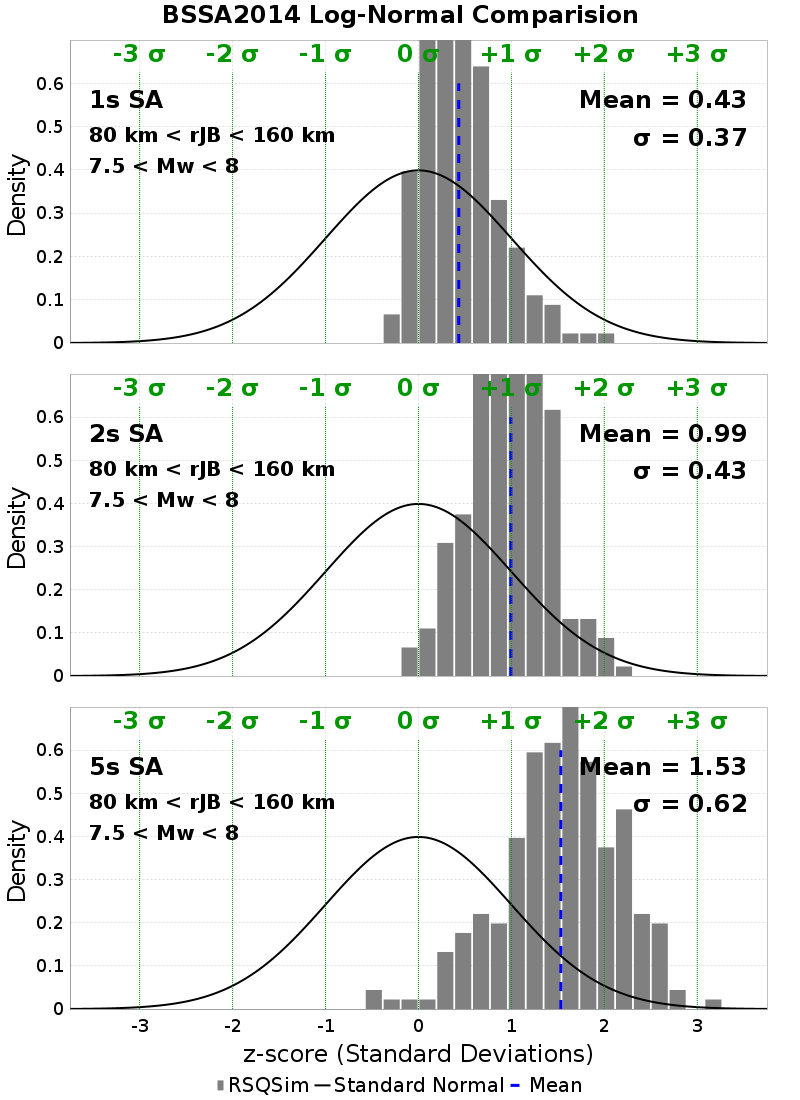 BSSA2014 Log-Normal Comparision
-3 σ -2 σ -1 σ 0 σ +1 σ +2 σ +3 σ
1s SA
80 km < rJB < 160 km
7.5 < Mw < 8
Mean = 0.43
σ = 0.37
Density
0.6
0.5
0.4
0.3
0.2
0.1
0
-3 σ -2 σ -1 σ 0 σ +1 σ +2 σ +3 σ
2s SA
80 km < rJB < 160 km
7.5 < Mw < 8
Mean = 0.99
σ = 0.43
Density
0.6
0.5
0.4
0.3
0.2
0.1
0
-3 σ -2 σ -1 σ 0 σ +1 σ +2 σ +3 σ
5s SA
80 km < rJB < 160 km
7.5 < Mw < 8
Mean = 1.53
σ = 0.62
Density
0.6
0.5
0.4
0.3
0.2
0.1
0
-3 -2 -1 0 1 2 3
z-score (Standard Deviations)
RSQSim Standard Normal Mean